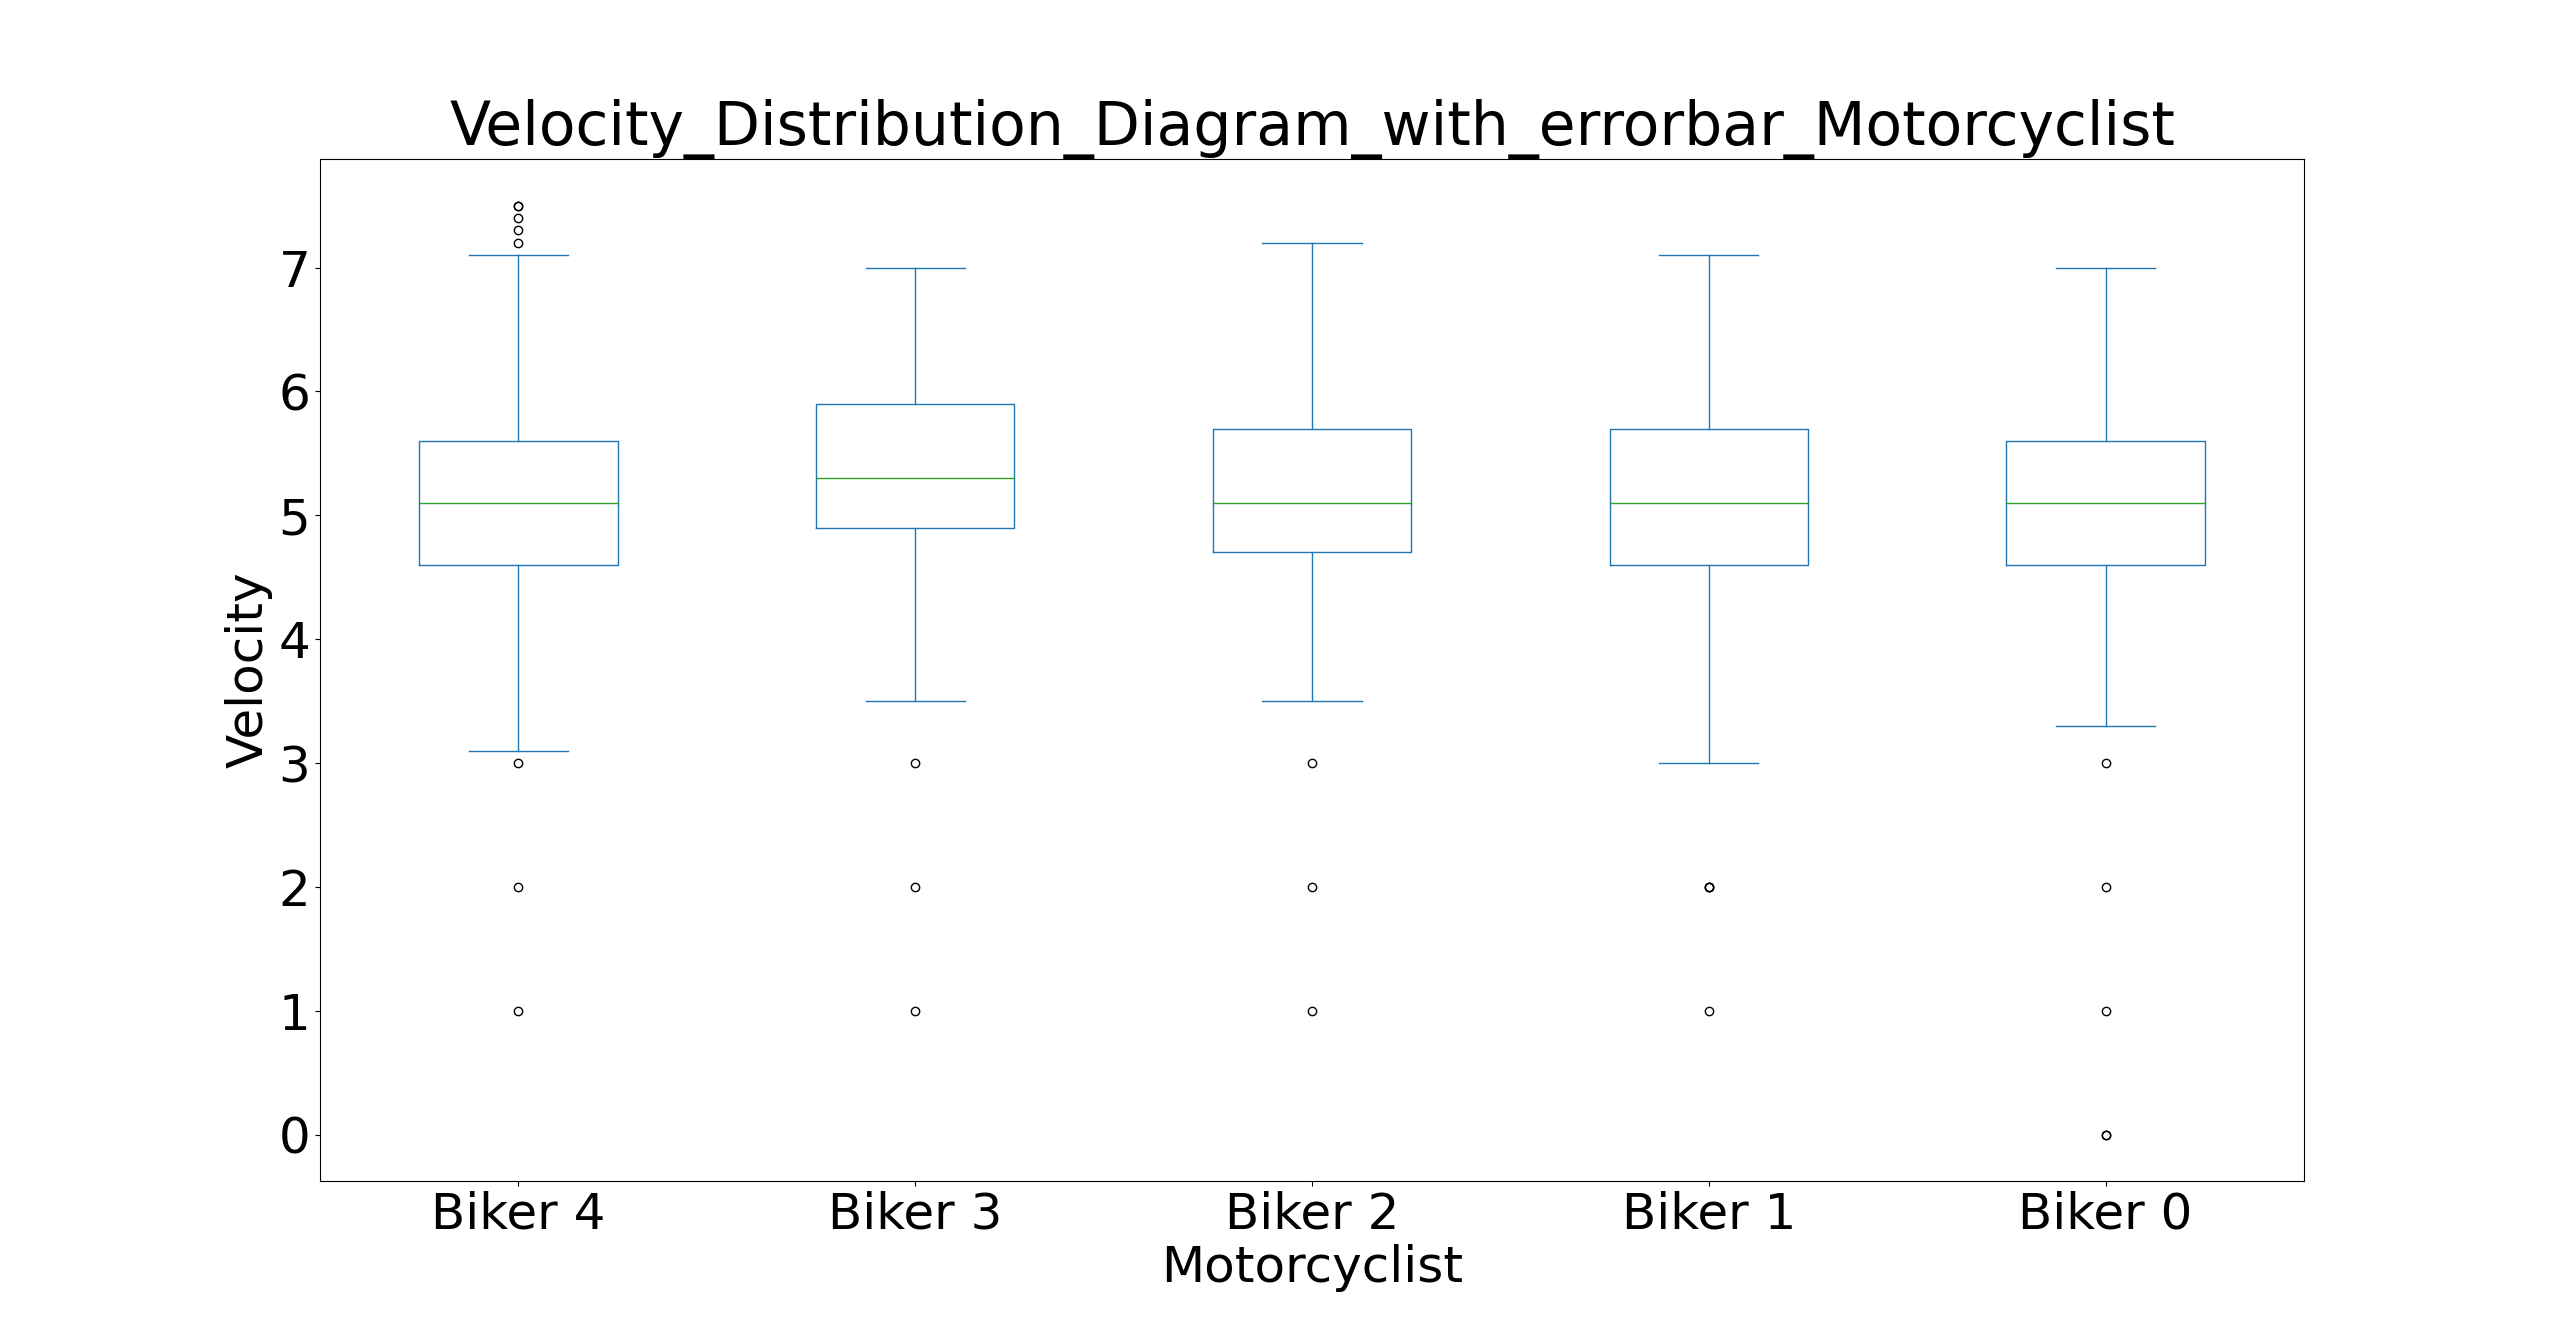 Velocity_Distribution_Diagram_with_errorbar_Motorcyclist
Velocity
7
6
5
4
3
2
1
0
Biker 4 Biker 3 Biker 2 Biker 1 Biker 0
Motorcyclist